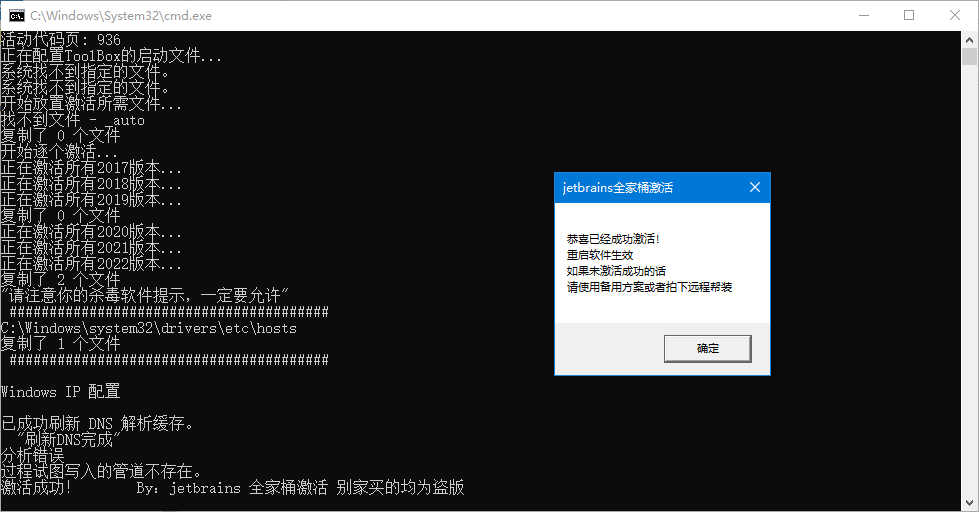 C:\Windows\System32\cmd.exe
活动代码页: 936
正在配置ToolBox的启动文件...
系统找不到指定的文件。
系统找不到指定的文件。
开始放置激活所需文件...
找不到文件 - _auto
复制了 0 个文件
开始逐个激活...
正在激活所有2017版本...
正在激活所有2018版本...
正在激活所有2019版本...
复制了 0 个文件
正在激活所有2020版本...
正在激活所有2021版本...
正在激活所有2022版本...
复制了 2 个文件
"请注意你的杀毒软件提示，一定要允许"
########################################
C:\Windows\system32\drivers\etc\hosts
复制了 1 个文件
########################################
Windows IP 配置
已成功刷新 DNS 解析缓存。
"刷新DNS完成"
分析错误
过程试图写入的管道不存在。
激活成功!        By: jetbrains 全家桶激活 别家买的均为盗版
jetbrains全家桶激活
恭喜已经成功激活!
重启软件生效
如果未激活成功的话
请使用备用方案或者拍下远程帮装
确定